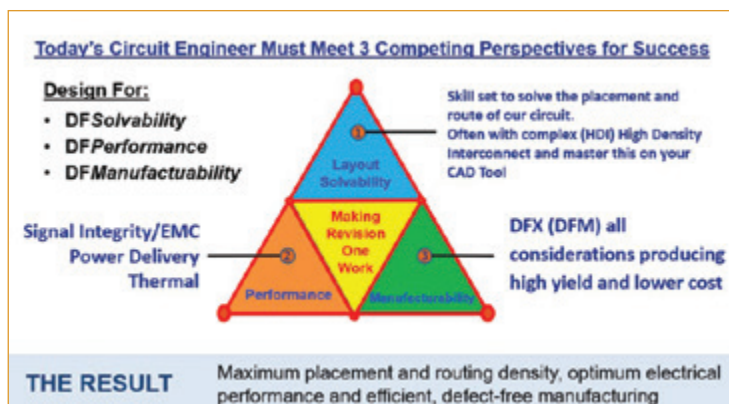 Today's Circuit Engineer Must Meet 3 Competing Perspectives for Success
Design For:
• DFSolvability
• DFPerformance
• DFManufactuability
Skill set to solve the placement and
route of our circuit.
Often with complex (HDI) High Density
Interconnect and master this on your
CAD Tool
1
Layout
Solvability
Signal Integrity/EMC
Power Delivery
Thermal
2
Performance
Making
Revision
One
Work
3
Manufacturability
DFX (DFM) all
considerations producing
high yield and lower cost
THE RESULT
Maximum placement and routing density, optimum electrical
performance and efficient, defect-free manufacturing